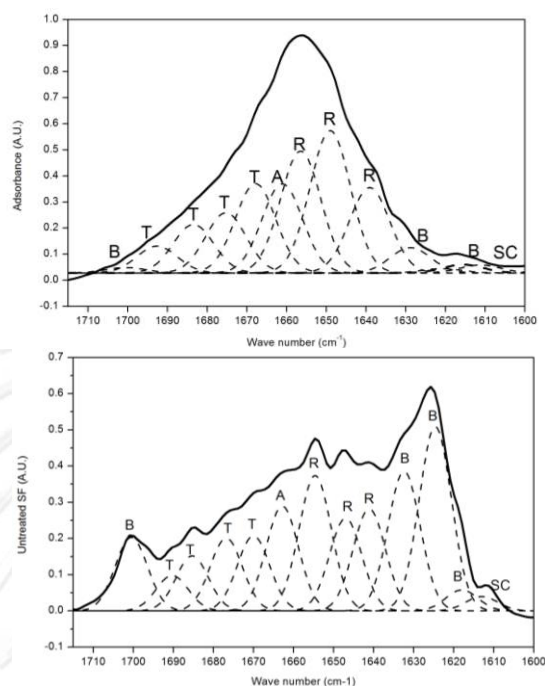 1.0
0.9
0.8
0.7
0.6
0.5
0.4
0.3
0.2
0.1
0.0
-0.1
Adsorbance (A.U.)
B T T T T A R R R B B SC
1710 1700 1690 1680 1670 1660 1650 1640 1630 1620 1610 1600
Wave number (cm⁻¹)
0.7
0.6
0.5
0.4
0.3
0.2
0.1
0.0
-0.1
Untreated SF (A.U.)
B T T T T A R R R B B B SC
1710 1700 1690 1680 1670 1660 1650 1640 1630 1620 1610 1600
Wave number (cm-1)